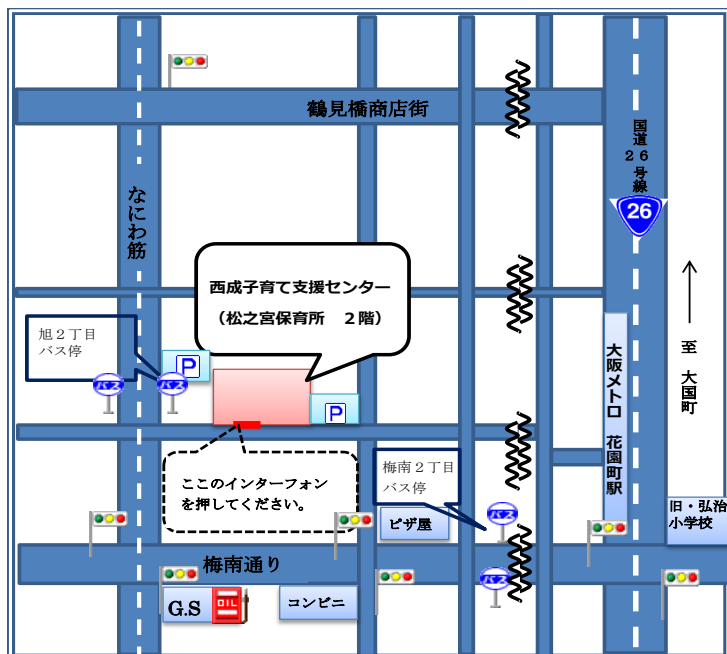 鶴見橋商店街
国道
２６号線
26
なにわ筋
西成子育て支援センター
（松之宮保育所　２階）
旭２丁目
バス停
P
バス
バス
P
至　大国町
大阪メトロ　花園町駅
ここのインターフォン
を押してください。
梅南２丁目
バス停
旧・弘治
小学校
ピザ屋
バス
梅南通り
バス
G.S
OIL
コンビニ